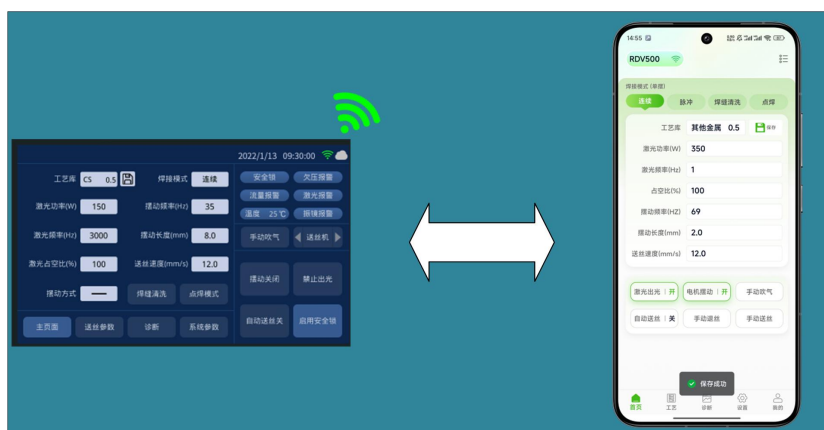 2022/1/13 09:30:00
工艺库 CS 0.5 焊接模式 连续
激光功率(W) 150 摆动频率(Hz) 35
激光频率(Hz) 3000 摆动长度(mm) 8.0
激光占空比(%) 100 送丝速度(mm/s) 12.0
摆动方式 焊缝清洗 点焊模式
主页面 送丝参数 诊断 系统参数
安全锁 欠压报警
流量报警 激光报警
温度 25℃ 振镜报警
手动吹气 送丝机
摆动关闭 禁止出光
自动送丝关 启用安全锁
14:55
RDV500
焊接模式 (单摆)
连续 脉冲 焊缝清洗 点焊
工艺库 其他金属 0.5 保存
激光功率(W) 350
激光频率(Hz) 1
占空比(%) 100
摆动频率(HZ) 69
摆动长度(mm) 2.0
送丝速度(mm/s) 12.0
激光出光 | 开 电机摆动 | 开 手动吹气
自动送丝 | 关 手动退丝 手动送丝
保存成功
首页 工艺 诊断 设置 我的